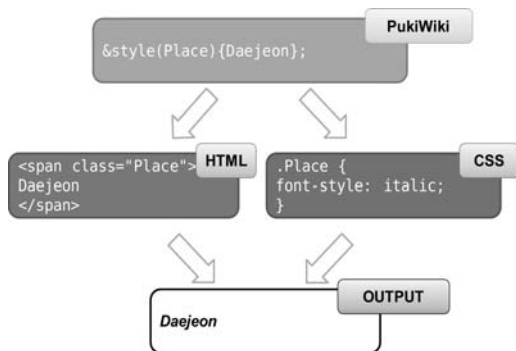 PukiWiki
&style(Place){Daejeon};
HTML
<span class="Place">
Daejeon
</span>
CSS
.Place {
font-style: italic;
}
OUTPUT
Daejeon